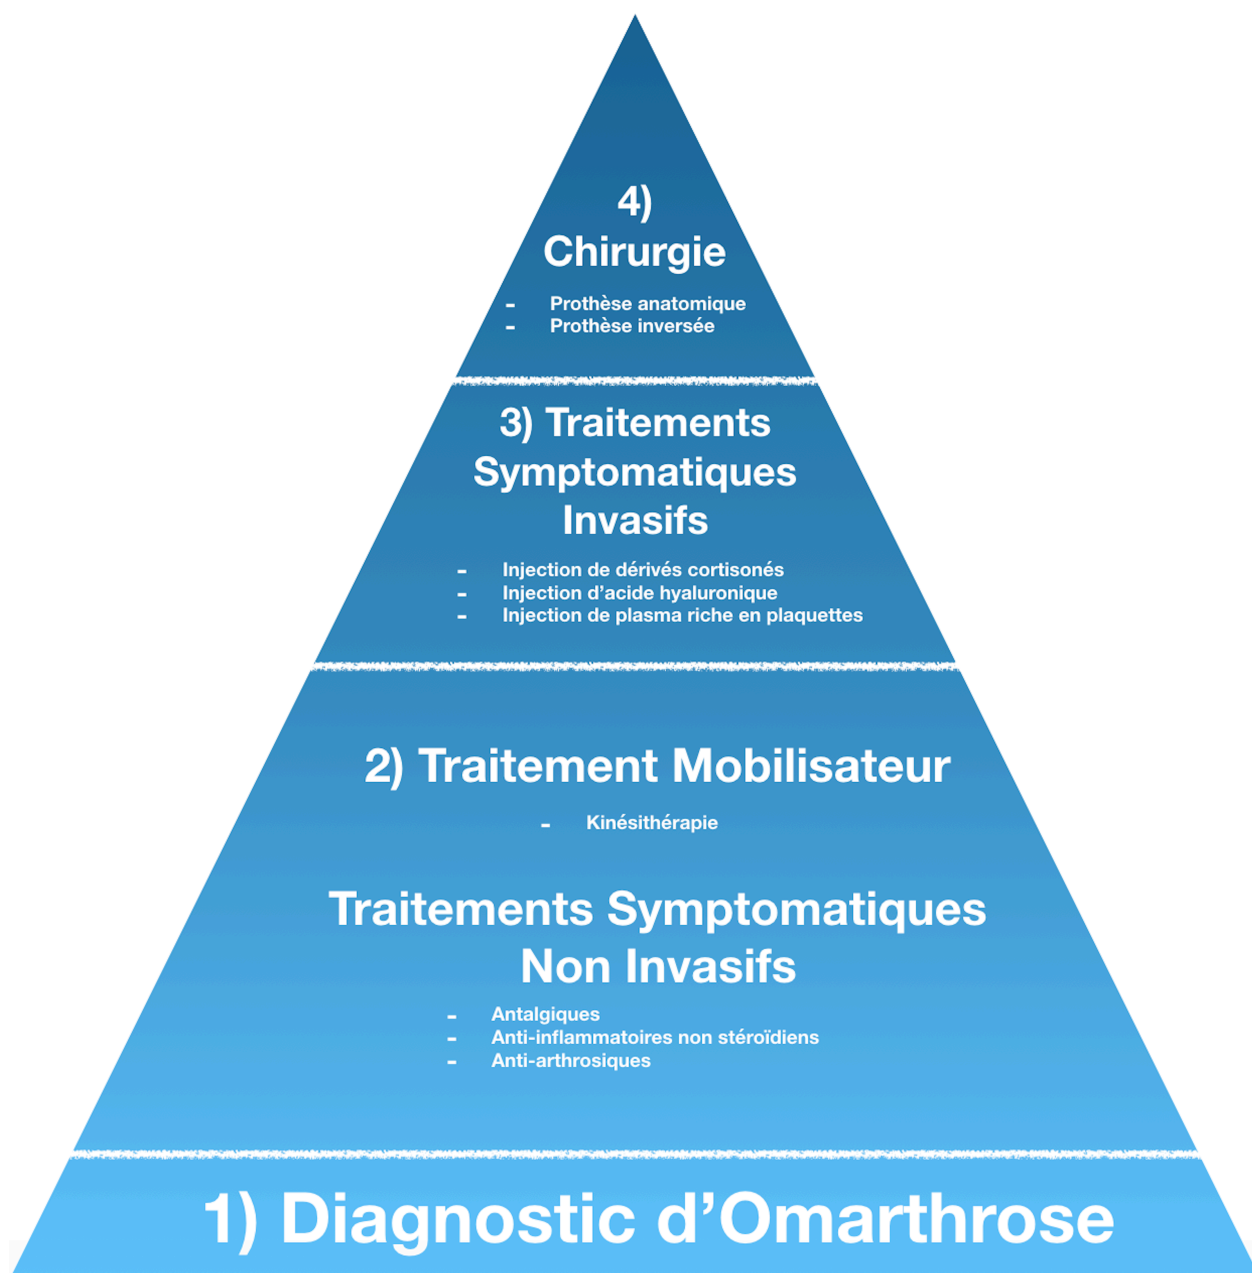 4)
Chirurgie
- Prothèse anatomique
- Prothèse inversée
3) Traitements
Symptomatiques
Invasifs
- Injection de dérivés cortisonés
- Injection d’acide hyaluronique
- Injection de plasma riche en plaquettes
2) Traitement Mobilisateur
- Kinésithérapie
Traitements Symptomatiques
Non Invasifs
- Antalgiques
- Anti-inflammatoires non stéroïdiens
- Anti-arthrosiques
1) Diagnostic d’Omarthrose